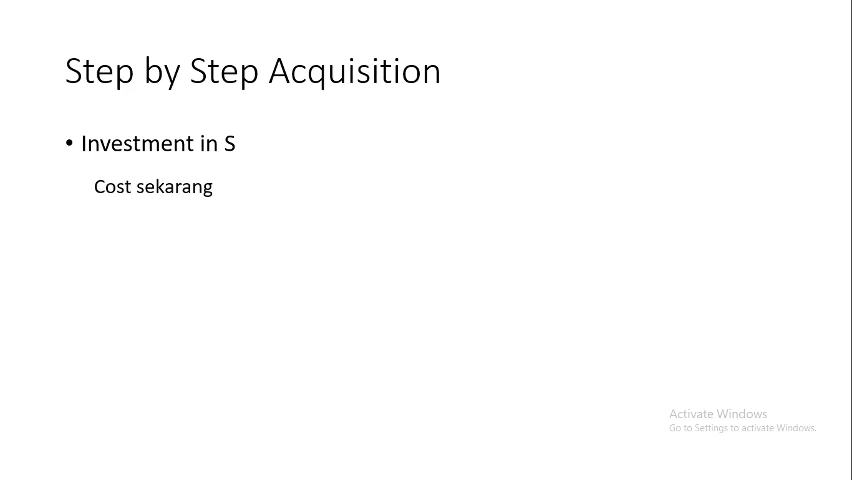 Step by Step Acquisition
• Investment in S
Cost sekarang
Activate Windows
Go to Settings to activate Windows.